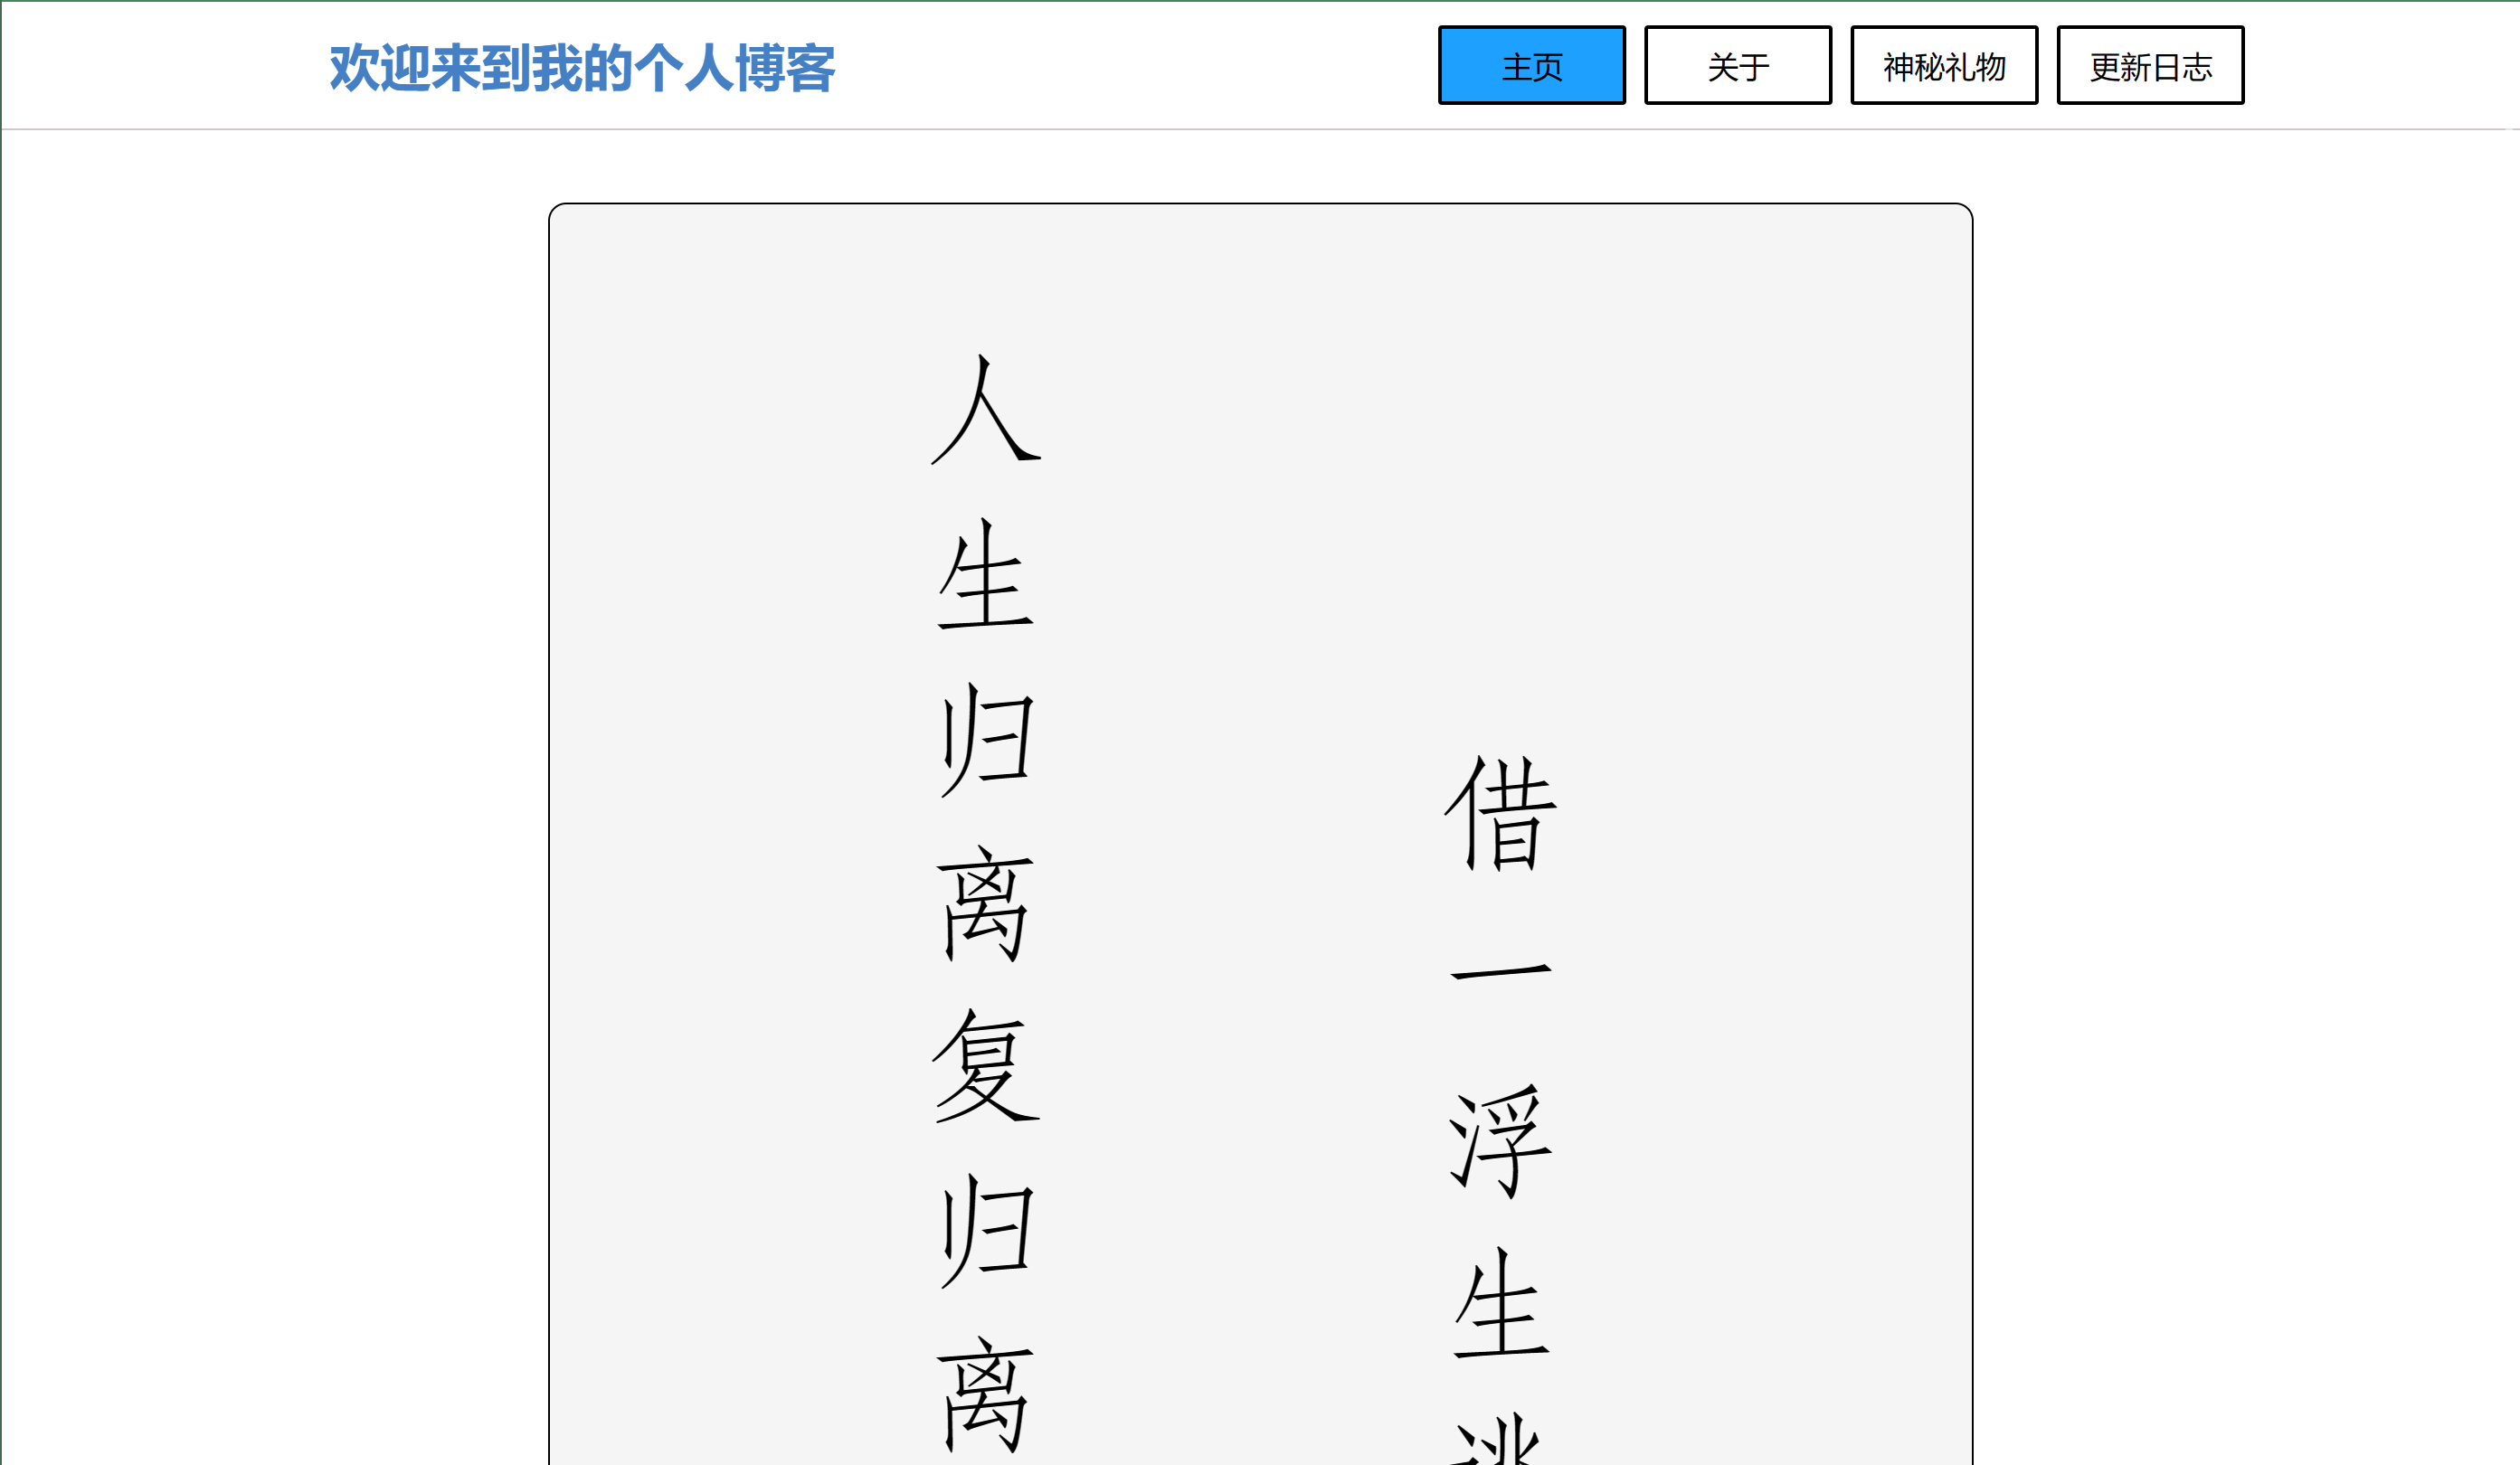 欢迎来到我的个人博客
主页
关于
神秘礼物
更新日志
人生归离复归离
借一浮生